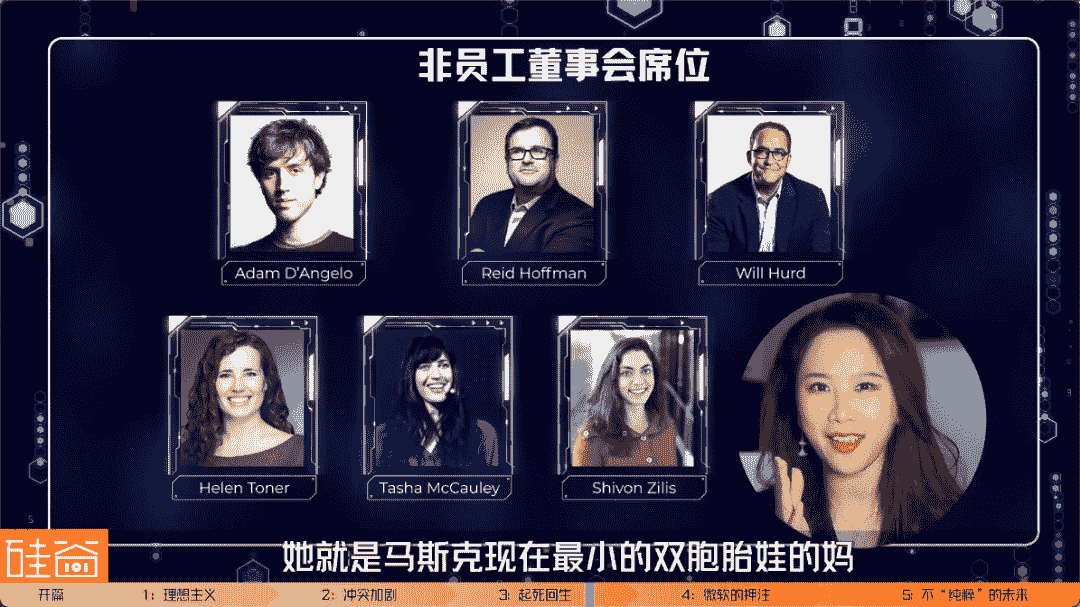 非员工董事会席位
Adam D'Angelo
Reid Hoffman
Will Hurd
Helen Toner
Tasha McCauley
Shivon Zilis
她就是马斯克现在最小的双胞胎娃的妈
硅谷
101
开篇
1：理想主义
2：冲突加剧
3：起死回生
4：微软的押注
5：不“纯粹”的未来